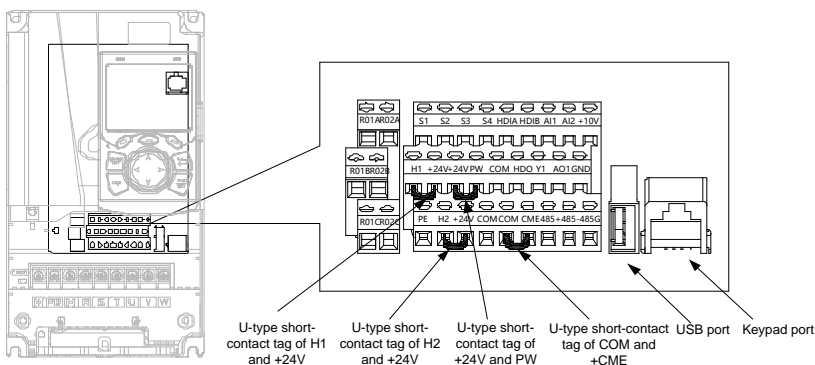 R01A R02A
S1 S2 S3 S4 HDIA HDIB AI1 AI2 +10V
R01B R02B
H1 +24V +24V PW COM HDO Y1 AO1 GND
R01C R02C
PE H2 +24V COM COM CME 485+ 485- 485G
(+) PB (-) R S T U V W
U-type short-
contact tag of H1
and +24V
U-type short-
contact tag of H2
and +24V
U-type short-
contact tag of
+24V and PW
U-type short-contact
tag of COM and
+CME
USB port
Keypad port